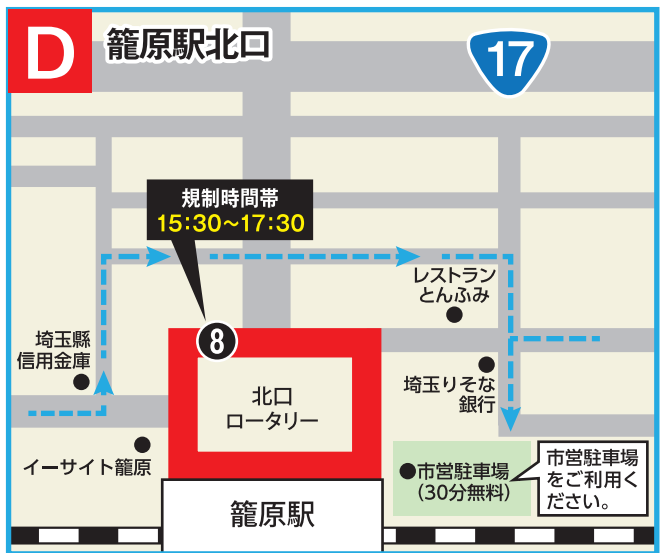 D
籠原駅北口
17
規制時間帯
15:30～17:30
レストラン
とんふみ
8
埼玉縣
信用金庫
北口
ロータリー
埼玉りそな
銀行
イーサイト籠原
市営駐車場
(30分無料)
市営駐車場
をご利用く
ださい。
籠原駅